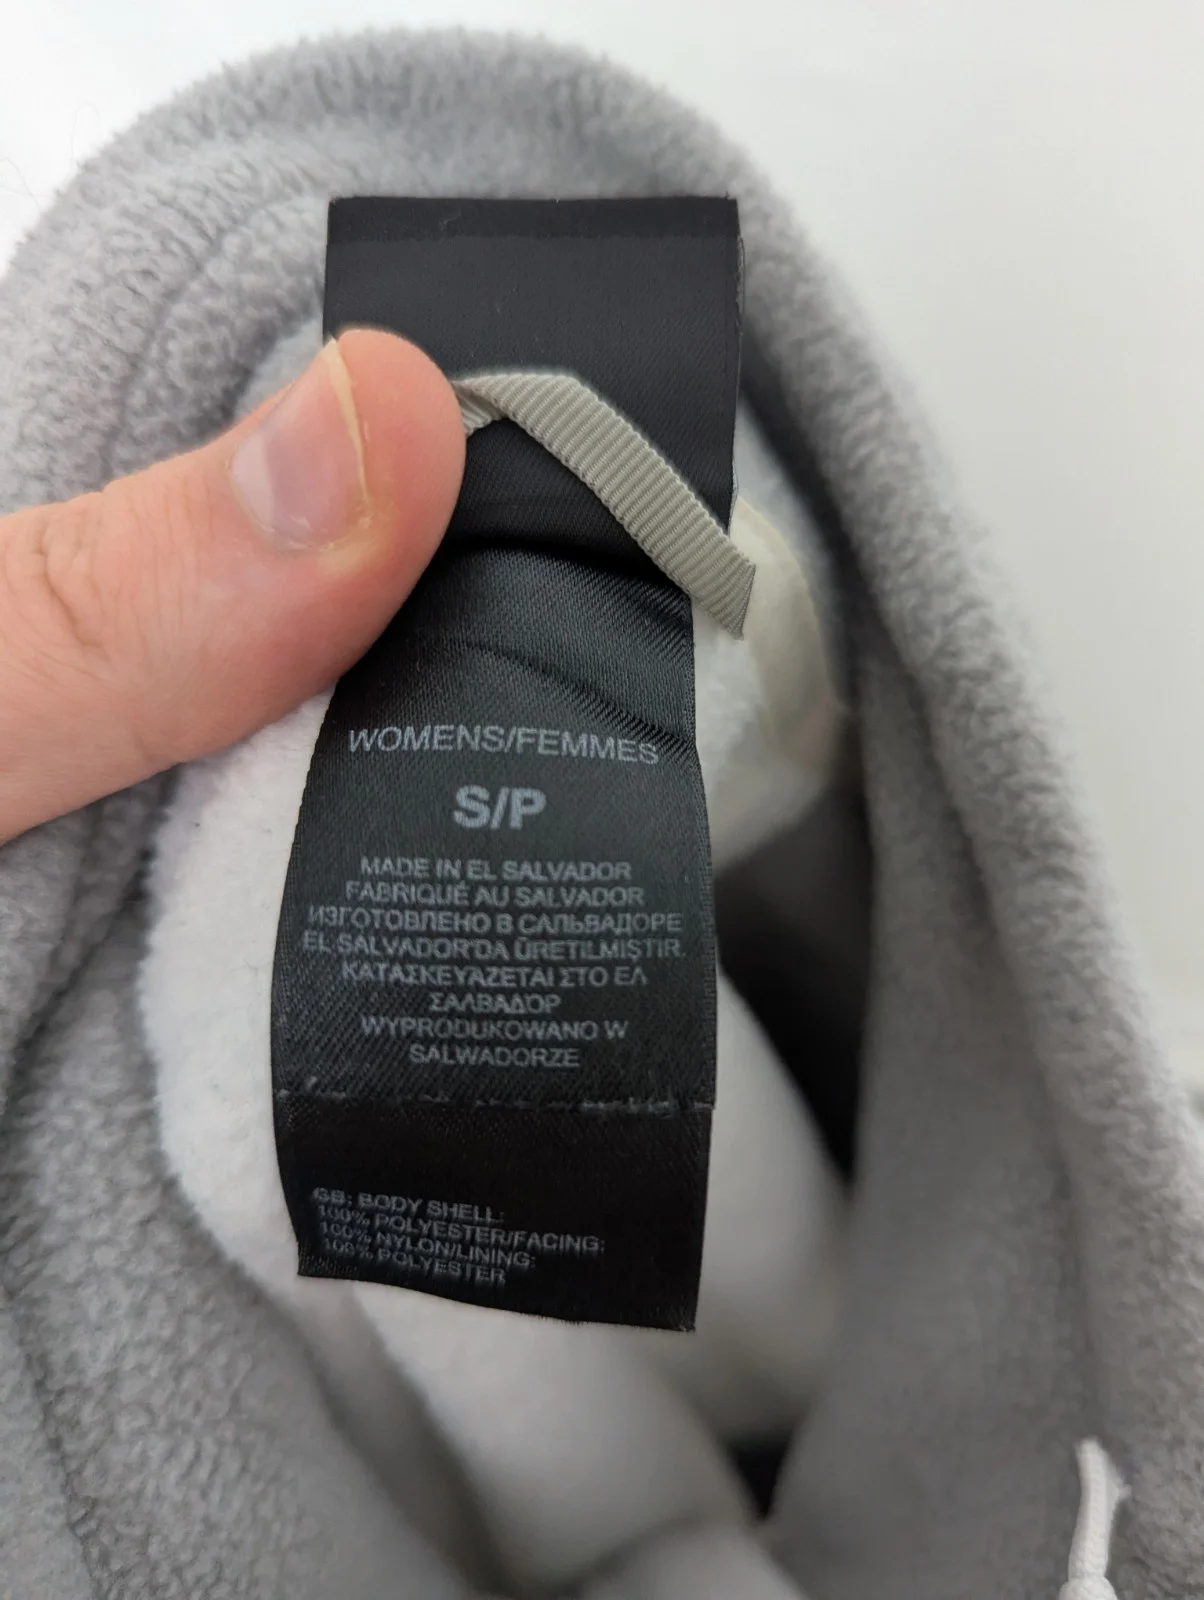 WOMENS/FEMMES
S/P
MADE IN EL SALVADOR
FABRIQUÉ AU SALVADOR
ИЗГОТОВЛЕНО В САЛЬВАДОРЕ
EL SALVADOR'DA ÜRETILMIŞTIR.
ΚΑΤΑΣΚΕΥΑΖΕΤΑΙ ΣΤΟ ΕΛ
ΣΑΛΒΑΔΌΡ
WYPRODUKOWANO W
SALWADORZE
GB: BODY SHELL:
100% POLYESTER/FACING:
100% NYLON/LINING:
100% POLYESTER